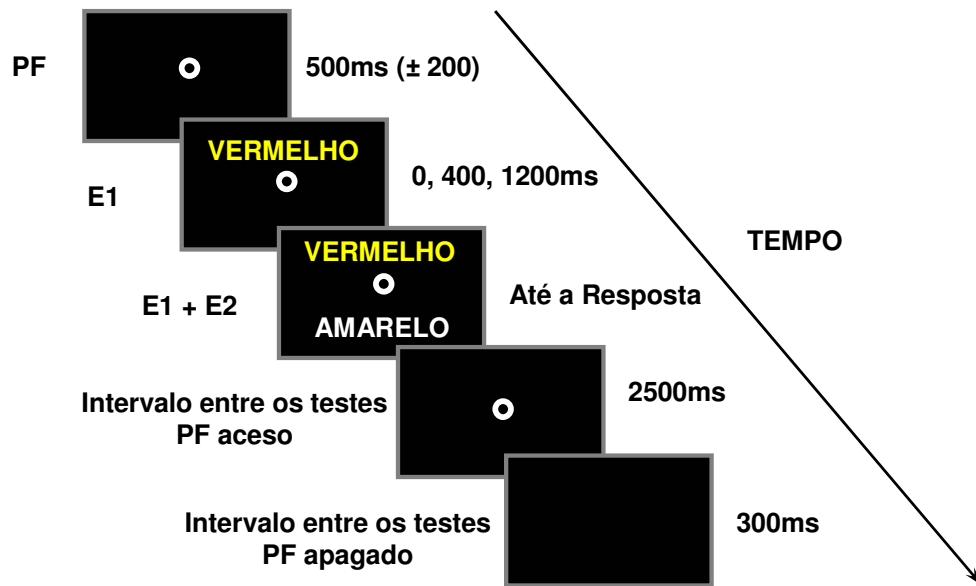 PF
500ms (± 200)
VERMELHO
E1
0, 400, 1200ms
VERMELHO
AMARELO
E1 + E2
Até a Resposta
TEMPO
Intervalo entre os testes
PF aceso
2500ms
Intervalo entre os testes
PF apagado
300ms